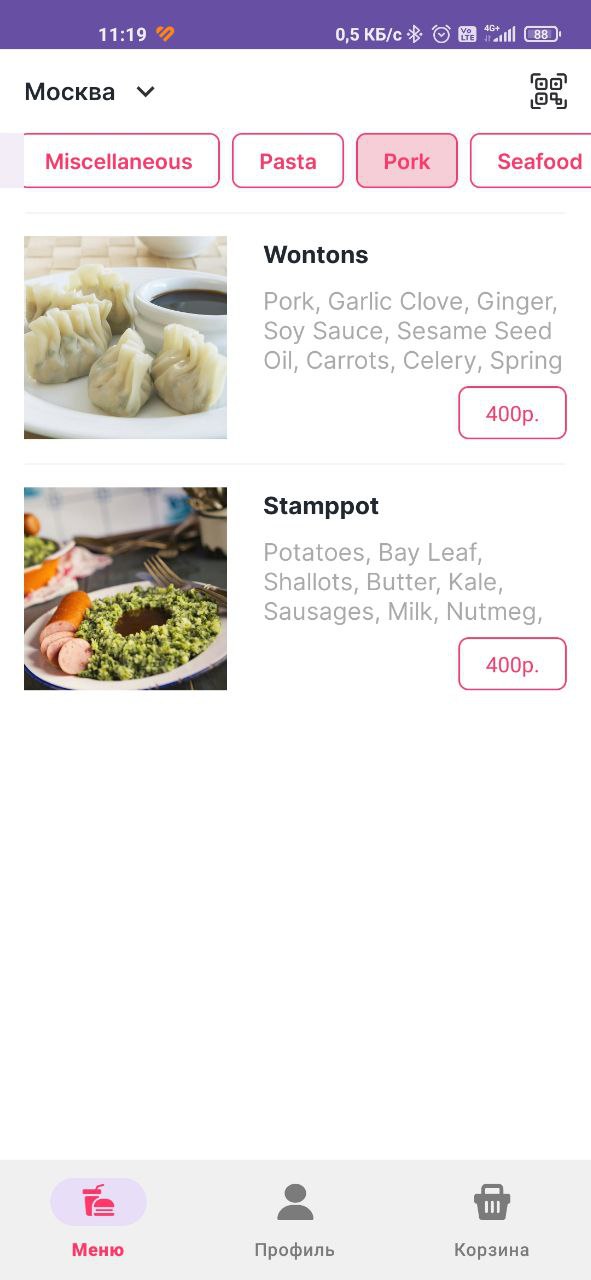 11:19
0,5 КБ/с
Vo LTE
4G+
88
Москва
Miscellaneous
Pasta
Pork
Seafood
Wontons
Pork, Garlic Clove, Ginger,
Soy Sauce, Sesame Seed
Oil, Carrots, Celery, Spring
400р.
Stamppot
Potatoes, Bay Leaf,
Shallots, Butter, Kale,
Sausages, Milk, Nutmeg,
400р.
Меню
Профиль
Корзина